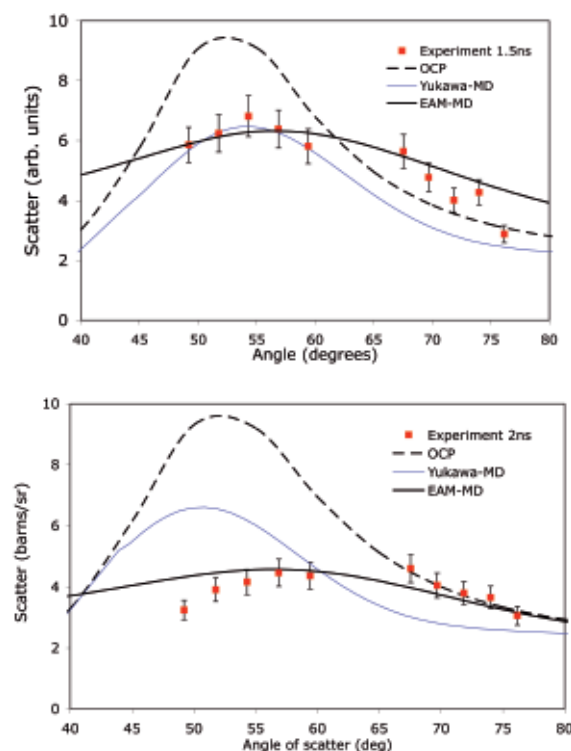 10
8
6
4
2
0
Scatter (arb. units)
Experiment 1.5ns
OCP
Yukawa-MD
EAM-MD
40 45 50 55 60 65 70 75 80
Angle (degrees)
10
8
6
4
2
0
Scatter (barns/sr)
Experiment 2ns
OCP
Yukawa-MD
EAM-MD
40 45 50 55 60 65 70 75 80
Angle of scatter (deg)